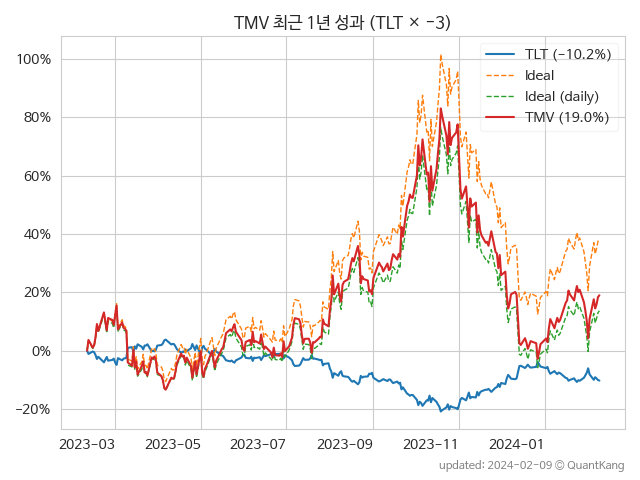 TMV 최근 1년 성과 (TLT × −3)
TLT (−10.2%)
Ideal
Ideal (daily)
TMV (19.0%)
100%
80%
60%
40%
20%
0%
−20%
2023−03
2023−05
2023−07
2023−09
2023−11
2024−01
updated: 2024−02−09 © QuantKang